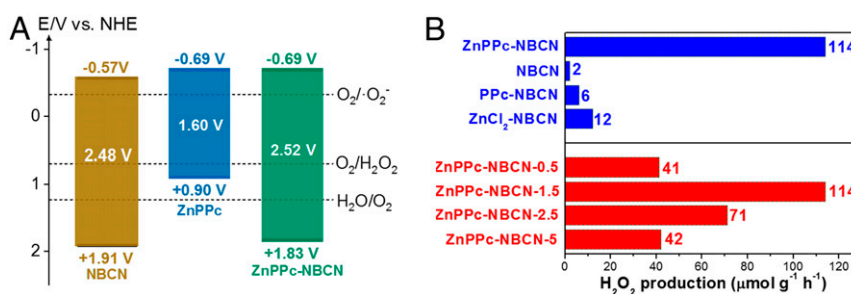 A
E/V vs. NHE
-1
0
1
2
-0.57V
2.48 V
+1.91 V
NBCN
-0.69 V
1.60 V
+0.90 V
ZnPPc
-0.69 V
2.52 V
+1.83 V
ZnPPc-NBCN
O₂/·O₂⁻
O₂/H₂O₂
H₂O/O₂
B
ZnPPc-NBCN 114
NBCN 2
PPc-NBCN 6
ZnCl₂-NBCN 12
ZnPPc-NBCN-0.5 41
ZnPPc-NBCN-1.5 114
ZnPPc-NBCN-2.5 71
ZnPPc-NBCN-5 42
0 20 40 60 80 100 120
H₂O₂ production (μmol g⁻¹ h⁻¹)